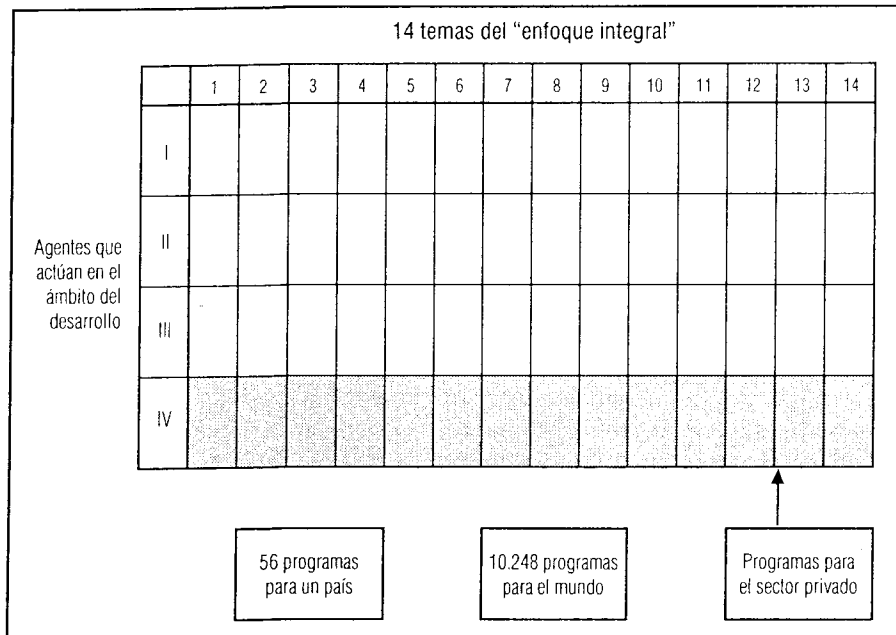 14 temas del “enfoque integral”
1 2 3 4 5 6 7 8 9 10 11 12 13 14
I
II
Agentes que
actúan en el
ámbito del
desarrollo
III
IV
56 programas
para un país
10.248 programas
para el mundo
Programas para
el sector privado